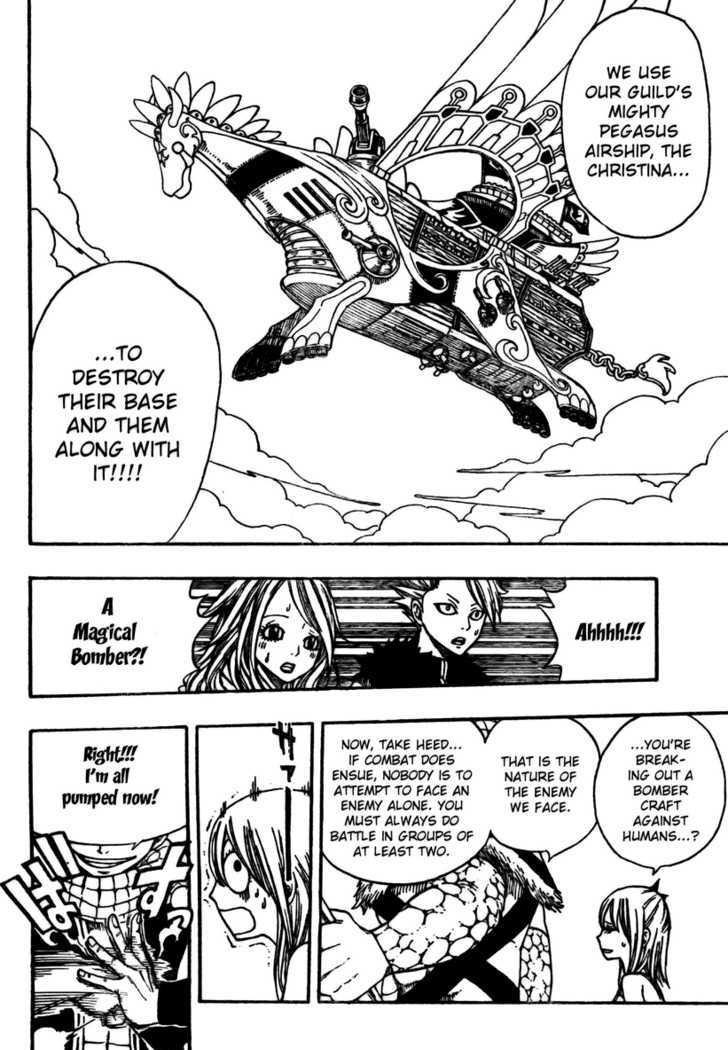 WE USE
OUR GUILD'S
MIGHTY
PEGASUS
AIRSHIP, THE
CHRISTINA...
...TO
DESTROY
THEIR BASE
AND THEM
ALONG WITH
IT!!!!
Ahhhh!!!
A
Magical
Bomber?!
...YOU'RE
BREAK-
ING OUT A
BOMBER
CRAFT
AGAINST
HUMANS...?
THAT IS THE
NATURE OF
THE ENEMY
WE FACE.
NOW, TAKE HEED...
IF COMBAT DOES
ENSUE, NOBODY IS TO
ATTEMPT TO FACE AN
ENEMY ALONE. YOU
MUST ALWAYS DO
BATTLE IN GROUPS OF
AT LEAST TWO.
Right!!!
I'm all
pumped now!